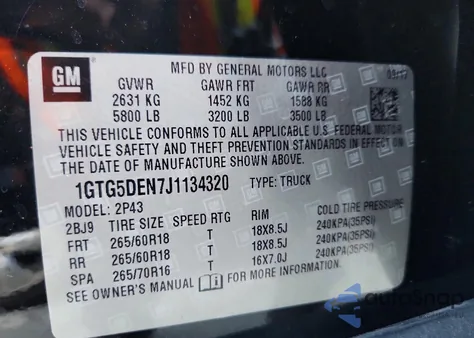 GM
MFD BY GENERAL MOTORS LLC
GVWR GAWR FRT GAWR RR
2631 KG 1452 KG 1588 KG
5800 LB 3200 LB 3500 LB
THIS VEHICLE CONFORMS TO ALL APPLICABLE U.S. FEDERAL MOTOR
VEHICLE SAFETY AND THEFT PREVENTION STANDARDS IN EFFECT ON
THE DATE OF MANUFACTURE SHOWN ABOVE.
1GTG5DEN7J1134320 TYPE: TRUCK
MODEL: 2P43
2BJ9 TIRE SIZE SPEED RTG RIM COLD TIRE PRESSURE
FRT 265/60R18 T 18X8.5J 240KPA(35PSI)
RR 265/60R18 T 18X8.5J 240KPA(35PSI)
SPA 265/70R16 T 16X7.0J 240KPA(35PSI)
SEE OWNER'S MANUAL FOR MORE INFORMATION.
AutoSnap